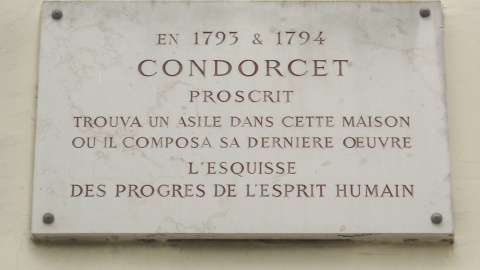 EN 1793 & 1794
CONDORCET
PROSCRIT
TROUVA UN ASILE DANS CETTE MAISON
OU IL COMPOSA SA DERNIERE ŒUVRE
L'ESQUISSE
DES PROGRES DE L'ESPRIT HUMAIN